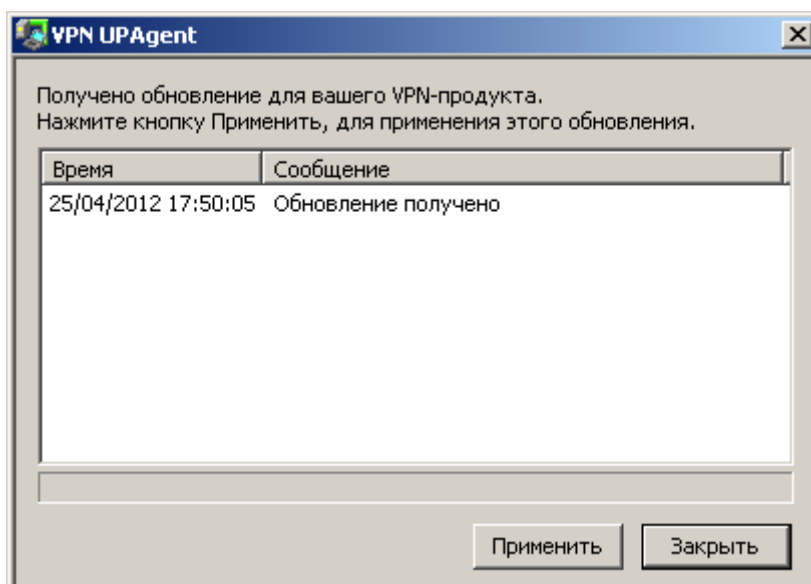 VPN UPAgent
Получено обновление для вашего VPN-продукта.
Нажмите кнопку Применить, для применения этого обновления.
Время Сообщение
25/04/2012 17:50:05 Обновление получено
Применить Закрыть